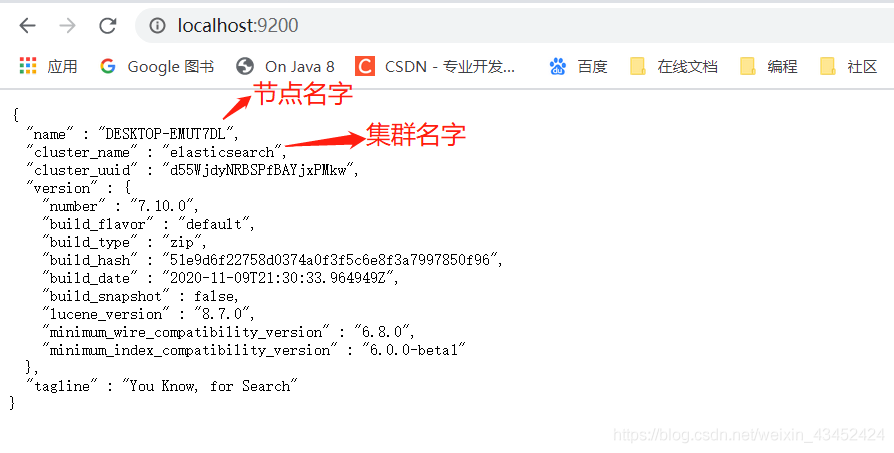 localhost:9200
应用 Google 图书 On Java 8 CSDN - 专业开发... 百度 在线文档 编程 社区
节点名字
{
"name" : "DESKTOP-EMUT7DL",
集群名字
"cluster_name" : "elasticsearch",
"cluster_uuid" : "d55WjdyNRBSPfBAYjxPMkw",
"version" : {
"number" : "7.10.0",
"build_flavor" : "default",
"build_type" : "zip",
"build_hash" : "51e9d6f22758d0374a0f3f5c6e8f3a7997850f96",
"build_date" : "2020-11-09T21:30:33.964949Z",
"build_snapshot" : false,
"lucene_version" : "8.7.0",
"minimum_wire_compatibility_version" : "6.8.0",
"minimum_index_compatibility_version" : "6.0.0-beta1"
},
"tagline" : "You Know, for Search"
}
https://blog.csdn.net/weixin_43452424